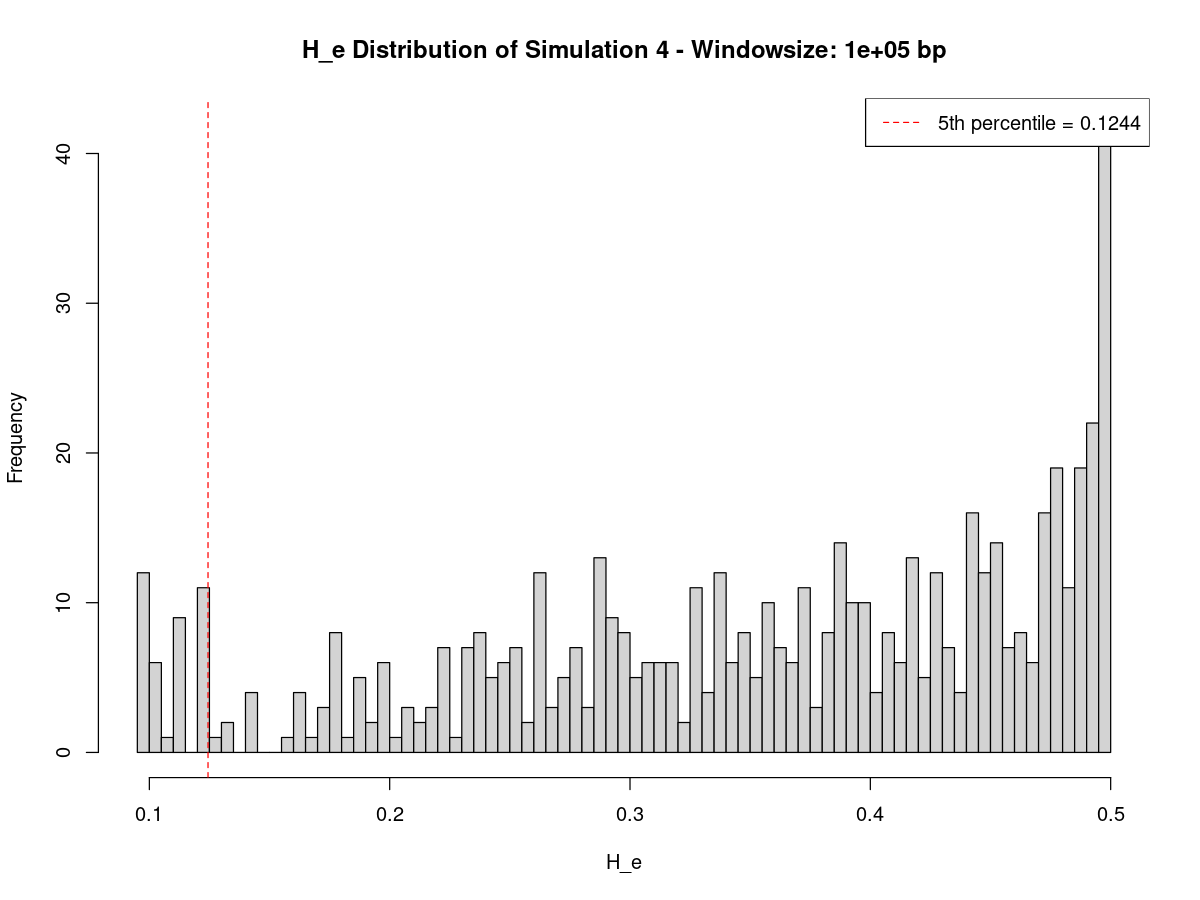 H_e Distribution of Simulation 4 - Windowsize: 1e+05 bp
5th percentile = 0.1244
40
30
20
10
0
Frequency
0.1 0.2 0.3 0.4 0.5
H_e